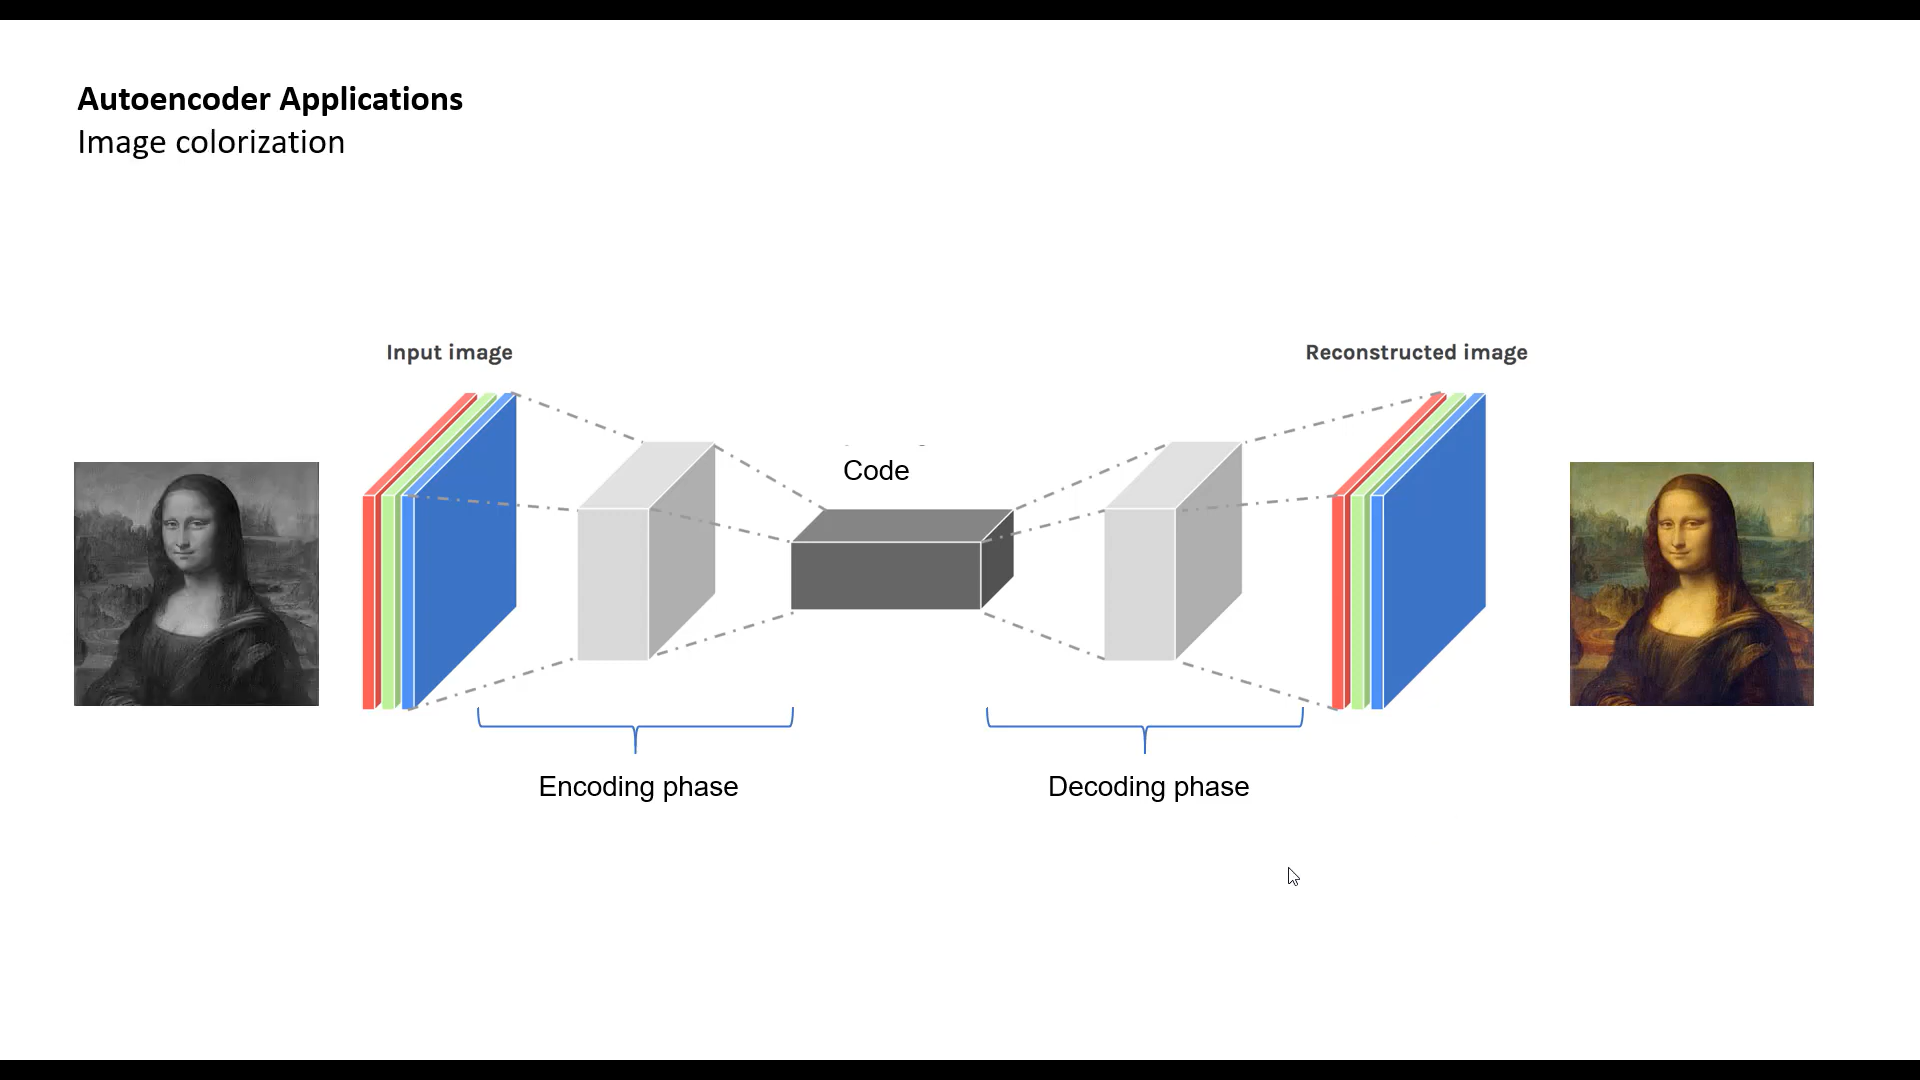 Autoencoder Applications
Image colorization
Input image
Reconstructed image
Code
Encoding phase
Decoding phase